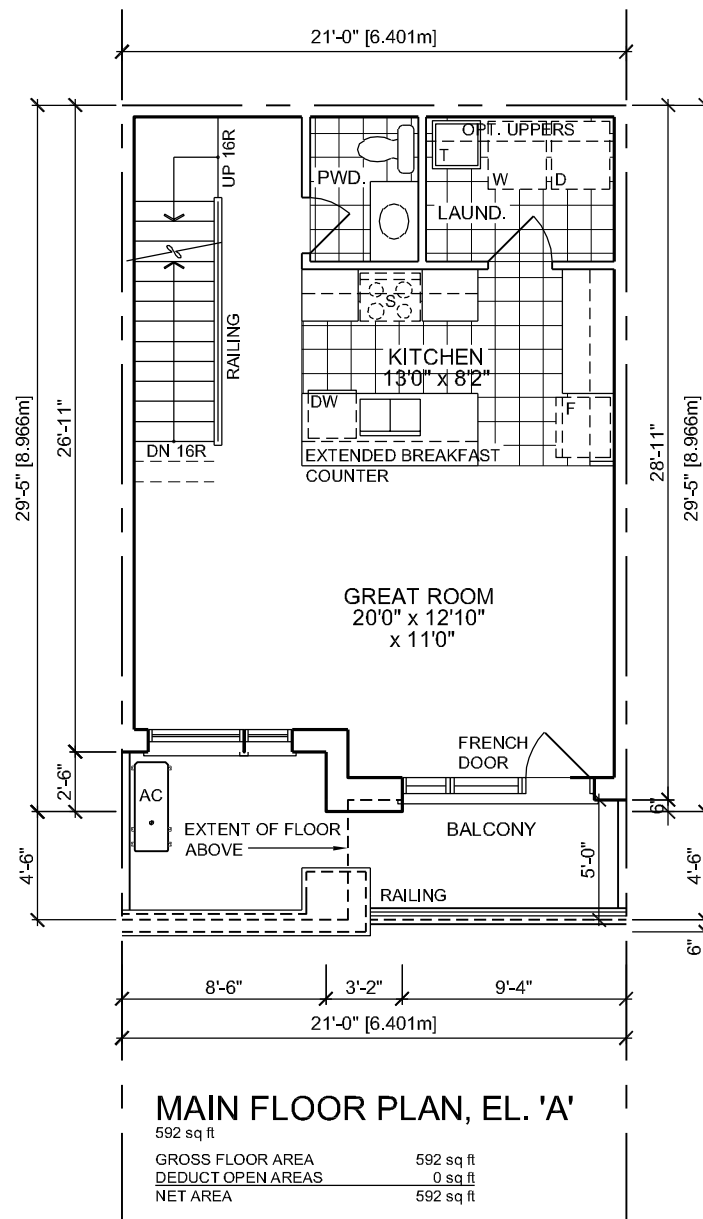 21'-0" [6.401m]
OPT. UPPERS
T
W
D
PWD.
LAUND.
UP 16R
S
RAILING
KITCHEN
13'0" x 8'2"
DW
F
DN 16R
EXTENDED BREAKFAST
COUNTER
29'-5" [8.966m]
26'-11"
28'-11"
29'-5" [8.966m]
GREAT ROOM
20'0" x 12'10"
x 11'0"
FRENCH
DOOR
2'-6"
AC
6"
EXTENT OF FLOOR
ABOVE
BALCONY
4'-6"
5'-0"
4'-6"
RAILING
6"
8'-6"
3'-2"
9'-4"
21'-0" [6.401m]
MAIN FLOOR PLAN, EL. 'A'
592 sq ft
GROSS FLOOR AREA 592 sq ft
DEDUCT OPEN AREAS 0 sq ft
NET AREA 592 sq ft